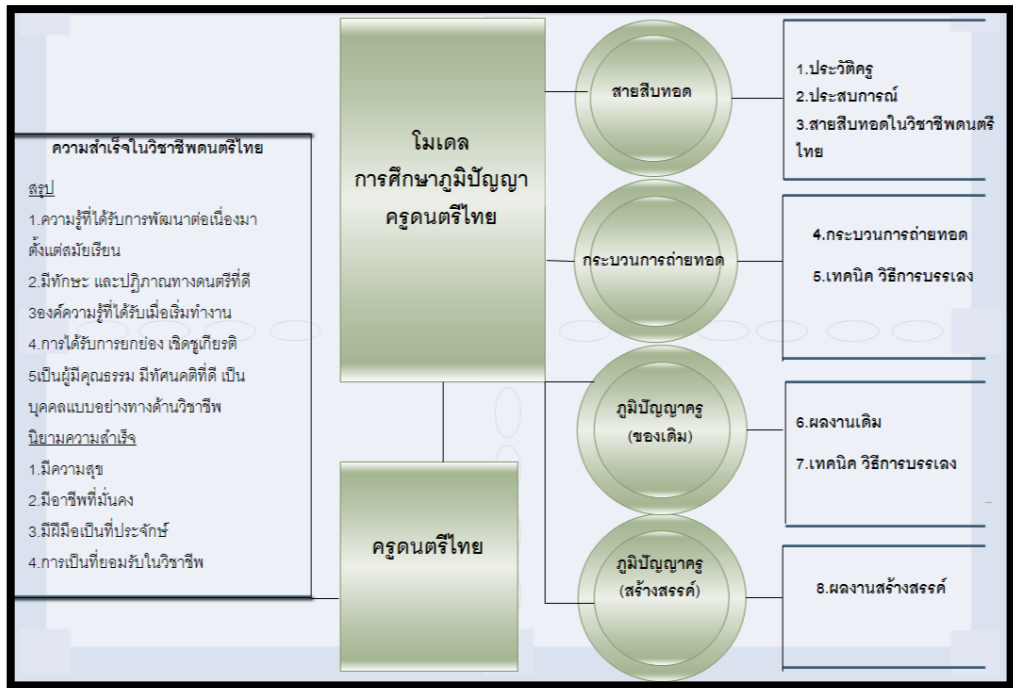 ความสำเร็จในวิชาชีพดนตรีไทย
สรุป
1.ความรู้ที่ได้รับการพัฒนาต่อเนื่องมา
ตั้งแต่สมัยเรียน
2.มีทักษะ และปฏิภาณทางดนตรีที่ดี
3องค์ความรู้ที่ได้รับเมื่อเริ่มทำงาน
4.การได้รับการยกย่อง เชิดชูเกียรติ
5เป็นผู้มีคุณธรรม มีทัศนคติที่ดี เป็น
บุคคลแบบอย่างทางด้านวิชาชีพ
นิยามความสำเร็จ
1.มีความสุข
2.มีอาชีพที่มั่นคง
3.มีฝีมือเป็นที่ประจักษ์
4.การเป็นที่ยอมรับในวิชาชีพ
โมเดล
การศึกษาภูมิปัญญา
ครูดนตรีไทย
ครูดนตรีไทย
สายสืบทอด
1.ประวัติครู
2.ประสบการณ์
3.สายสืบทอดในวิชาชีพดนตรี
ไทย
กระบวนการถ่ายทอด
4.กระบวนการถ่ายทอด
5.เทคนิค วิธีการบรรเลง
ภูมิปัญญาครู
(ของเดิม)
6.ผลงานเดิม
7.เทคนิค วิธีการบรรเลง
ภูมิปัญญาครู
(สร้างสรรค์)
8.ผลงานสร้างสรรค์